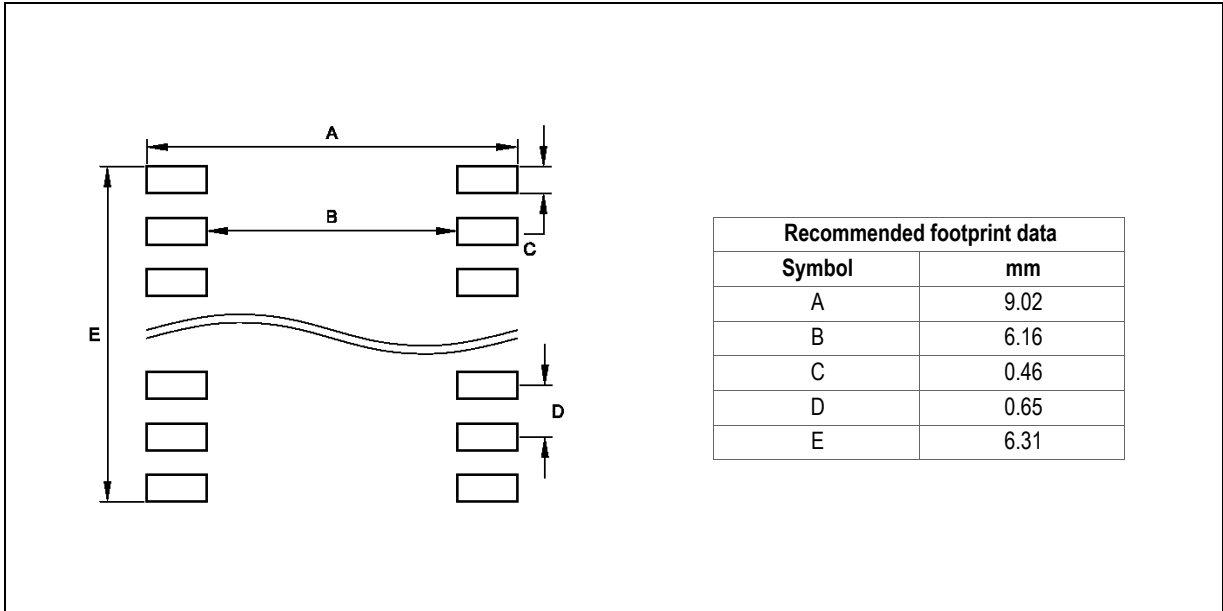 A
B
C
E
D
Recommended footprint data
Symbol mm
A 9.02
B 6.16
C 0.46
D 0.65
E 6.31